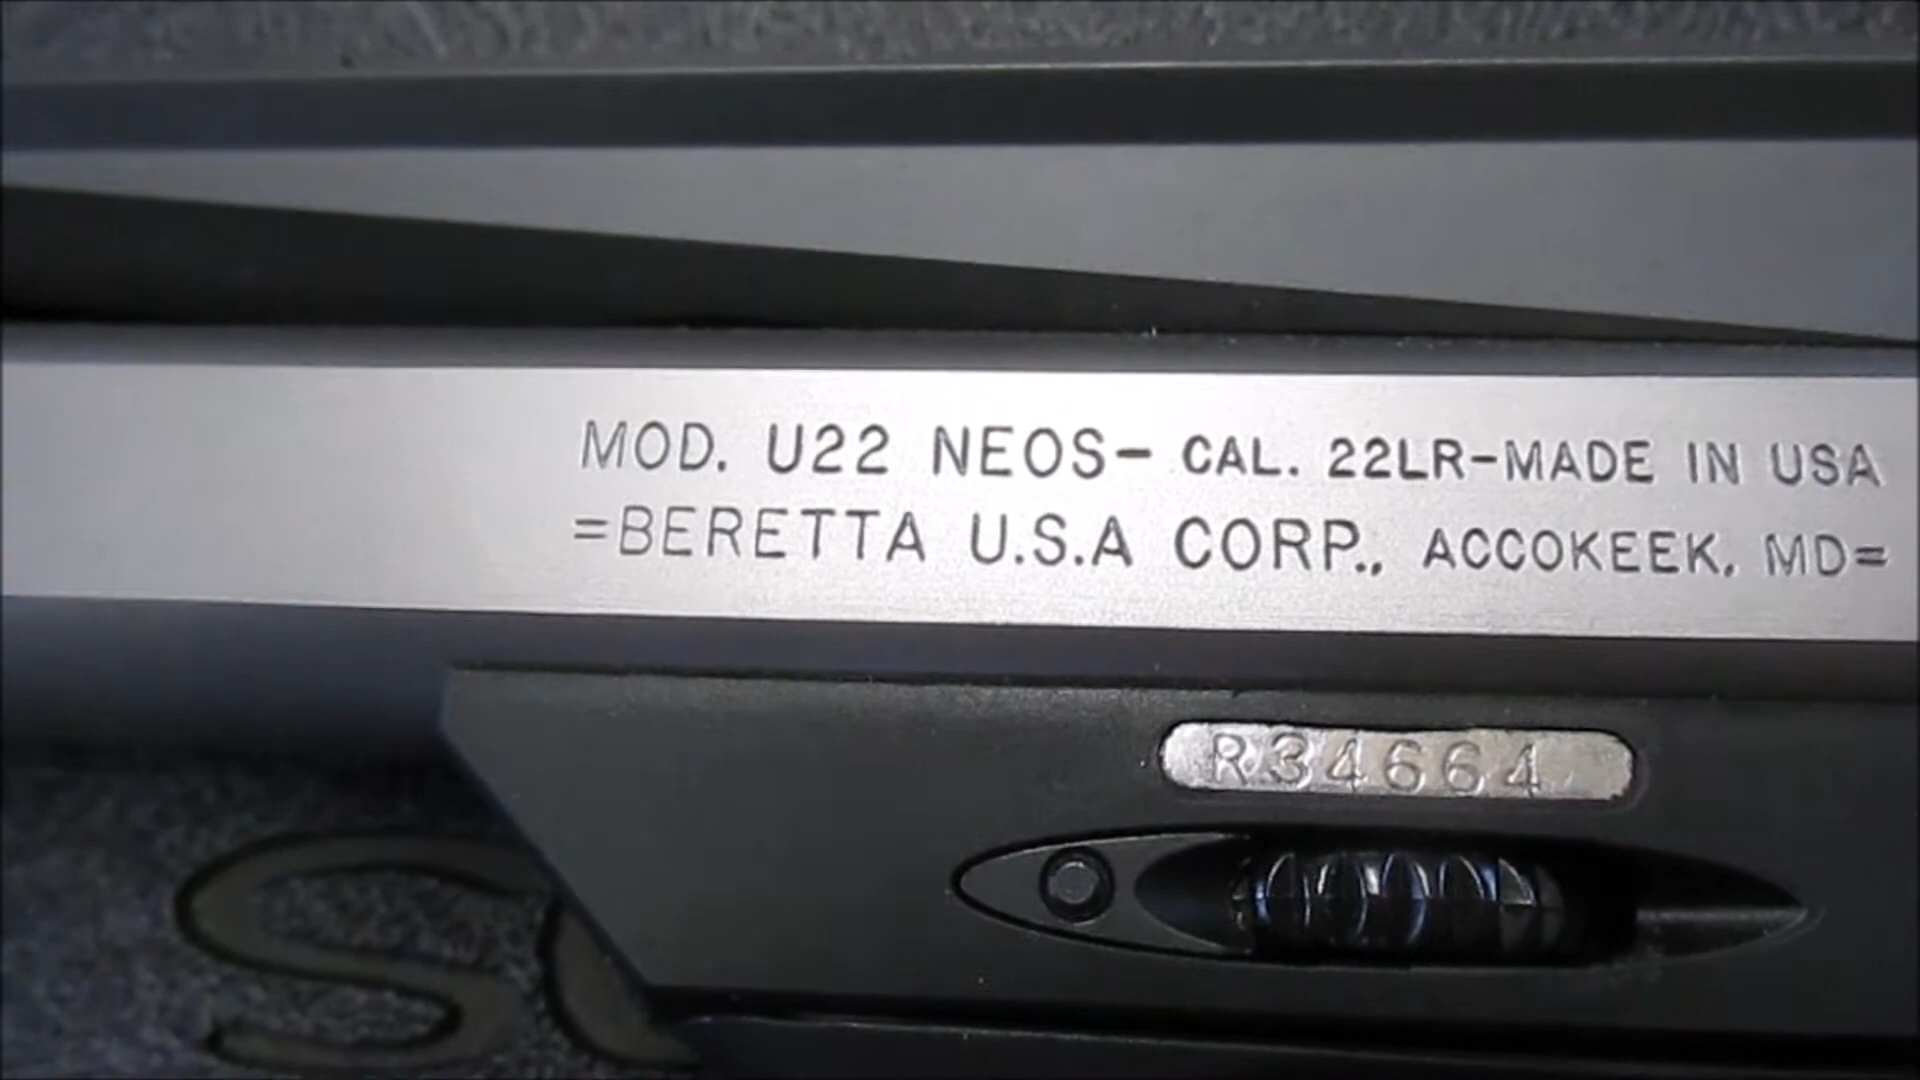 MOD. U22 NEOS- CAL. 22LR-MADE IN USA
=BERETTA U.S.A CORP., ACCOKEEK, MD=
R34664